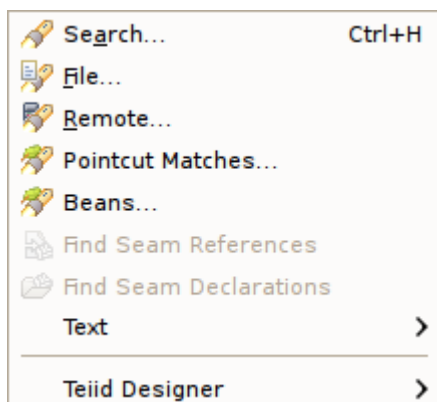 Search... Ctrl+H
File...
Remote...
Pointcut Matches...
Beans...
Find Seam References
Find Seam Declarations
Text
Teiid Designer